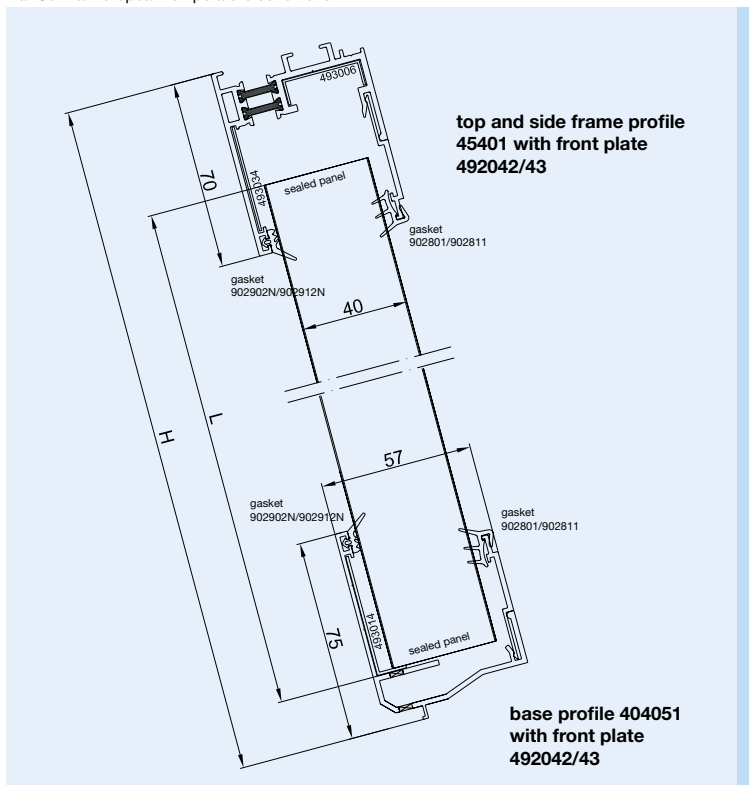 493006
top and side frame profile
45401 with front plate
492042/43
70
493034
sealed panel
gasket
902801/902811
gasket
902902N/902912N
40
L
H
57
gasket
902902N/902912N
gasket
902801/902811
75
493014
sealed panel
base profile 404051
with front plate
492042/43